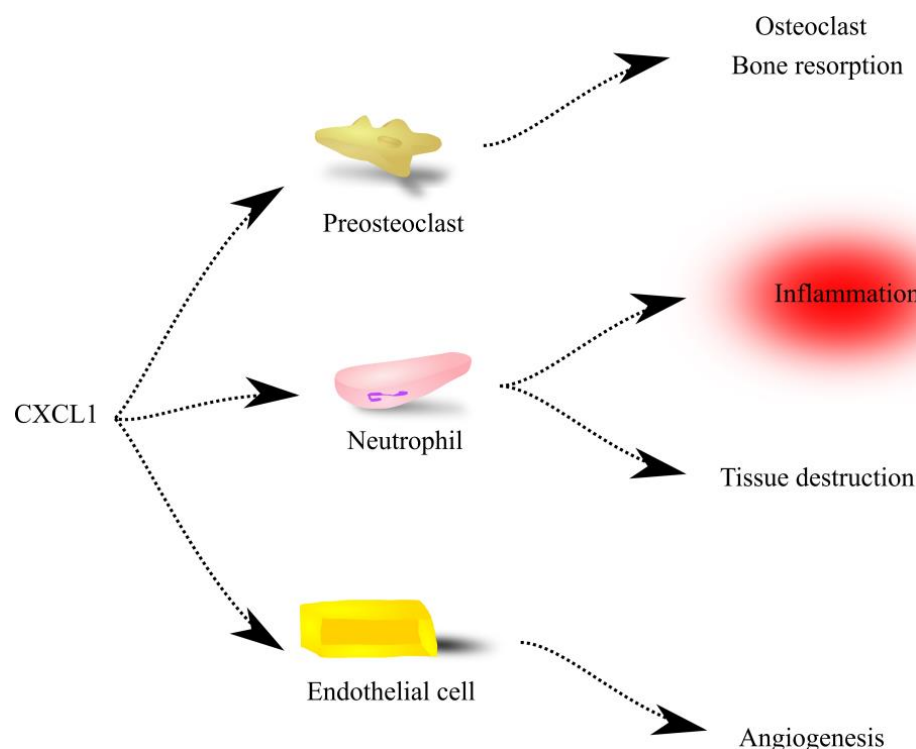 Osteoclast
Bone resorption
Preosteoclast
Inflammation
CXCL1
Neutrophil
Tissue destruction
Endothelial cell
Angiogenesis